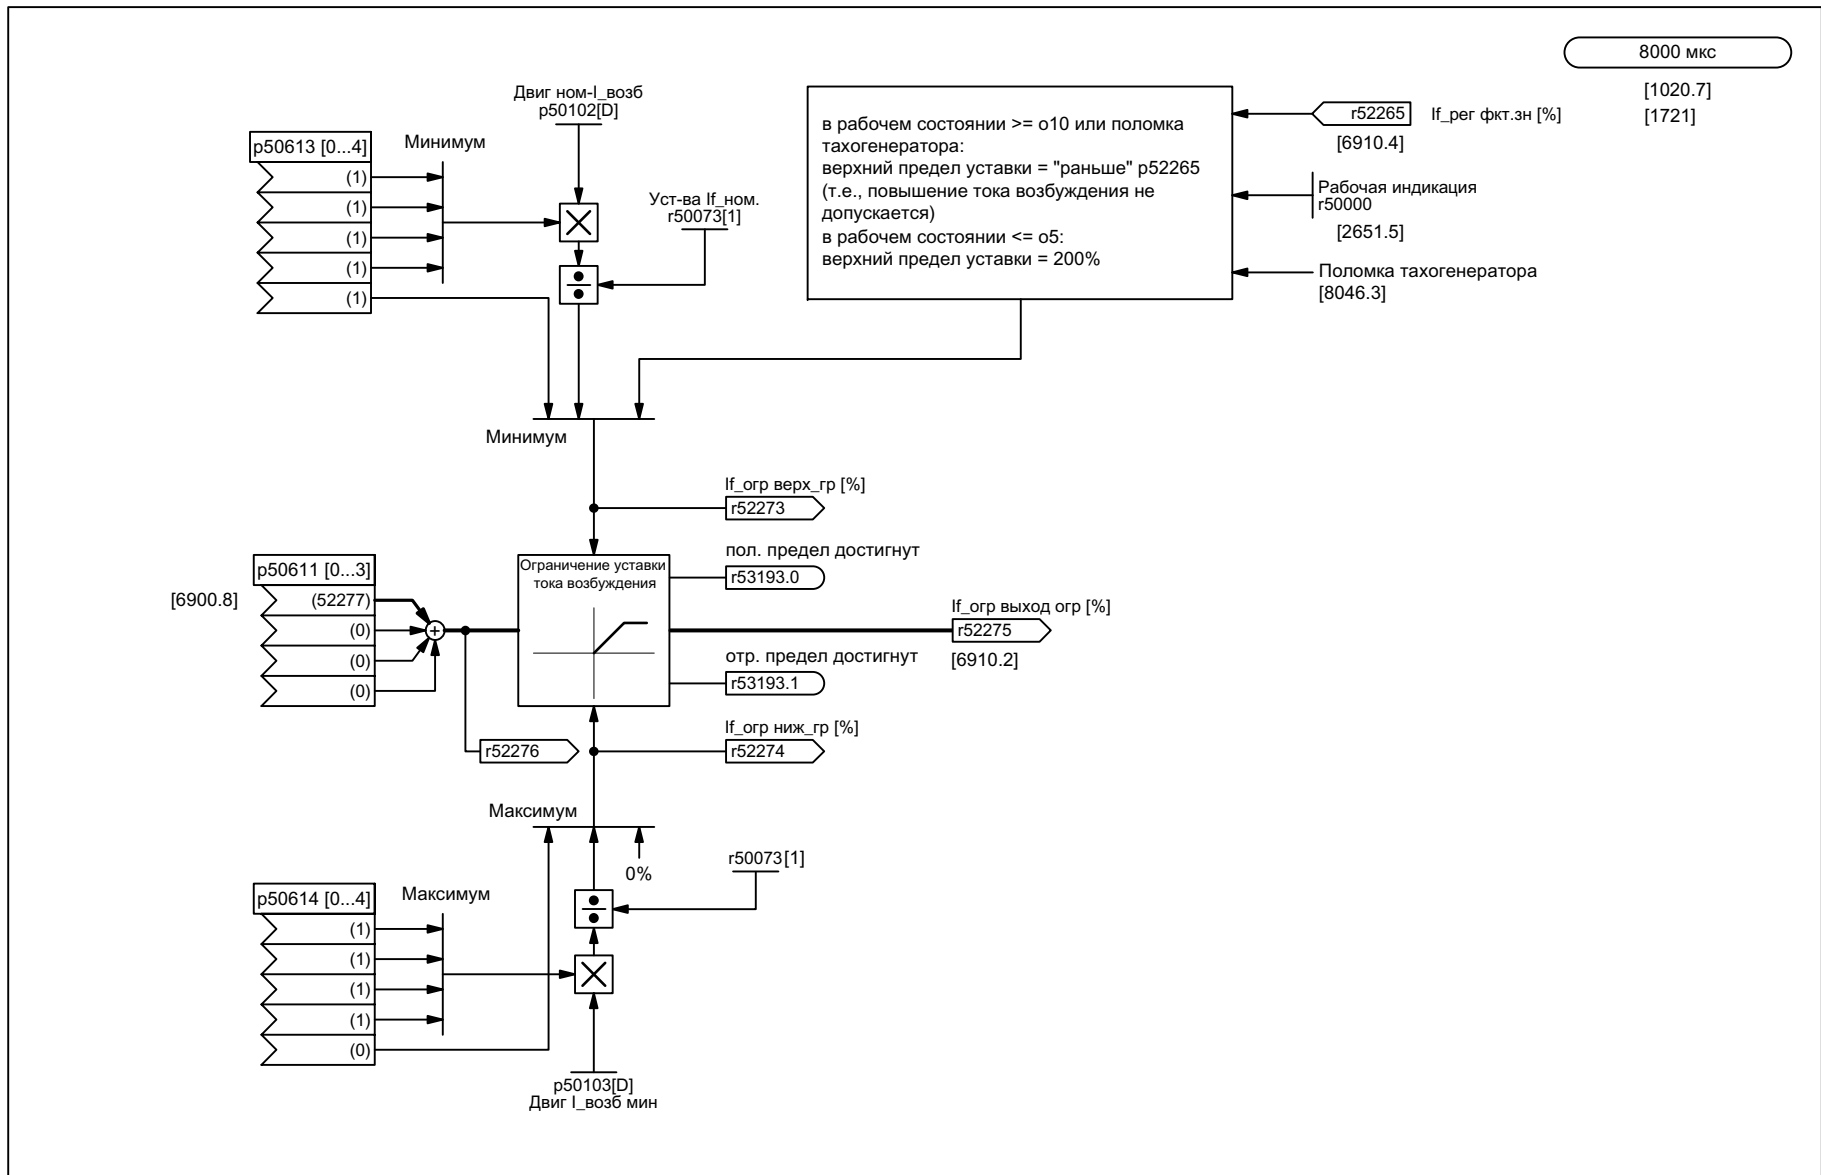 8000 мкс
[1020.7]
[1721]
Двиг ном-I_возб
p50102[D]
p50613 [0...4]
Минимум
(1)
(1)
(1)
(1)
(1)
Уст-ва If_ном.
r50073[1]
в рабочем состоянии >= o10 или поломка
тахогенератора:
верхний предел уставки = "раньше" p52265
(т.е., повышение тока возбуждения не
допускается)
в рабочем состоянии <= o5:
верхний предел уставки = 200%
r52265
If_рег фкт.зн [%]
[6910.4]
Рабочая индикация
r50000
[2651.5]
Поломка тахогенератора
[8046.3]
Минимум
If_огр верх_гр [%]
r52273
пол. предел достигнут
r53193.0
p50611 [0...3]
[6900.8]
(52277)
(0)
(0)
(0)
Ограничение уставки
тока возбуждения
If_огр выход огр [%]
r52275
[6910.2]
отр. предел достигнут
r53193.1
r52276
If_огр ниж_гр [%]
r52274
Максимум
0%
r50073[1]
p50614 [0...4]
Максимум
(1)
(1)
(1)
(1)
(0)
p50103[D]
Двиг I_возб мин